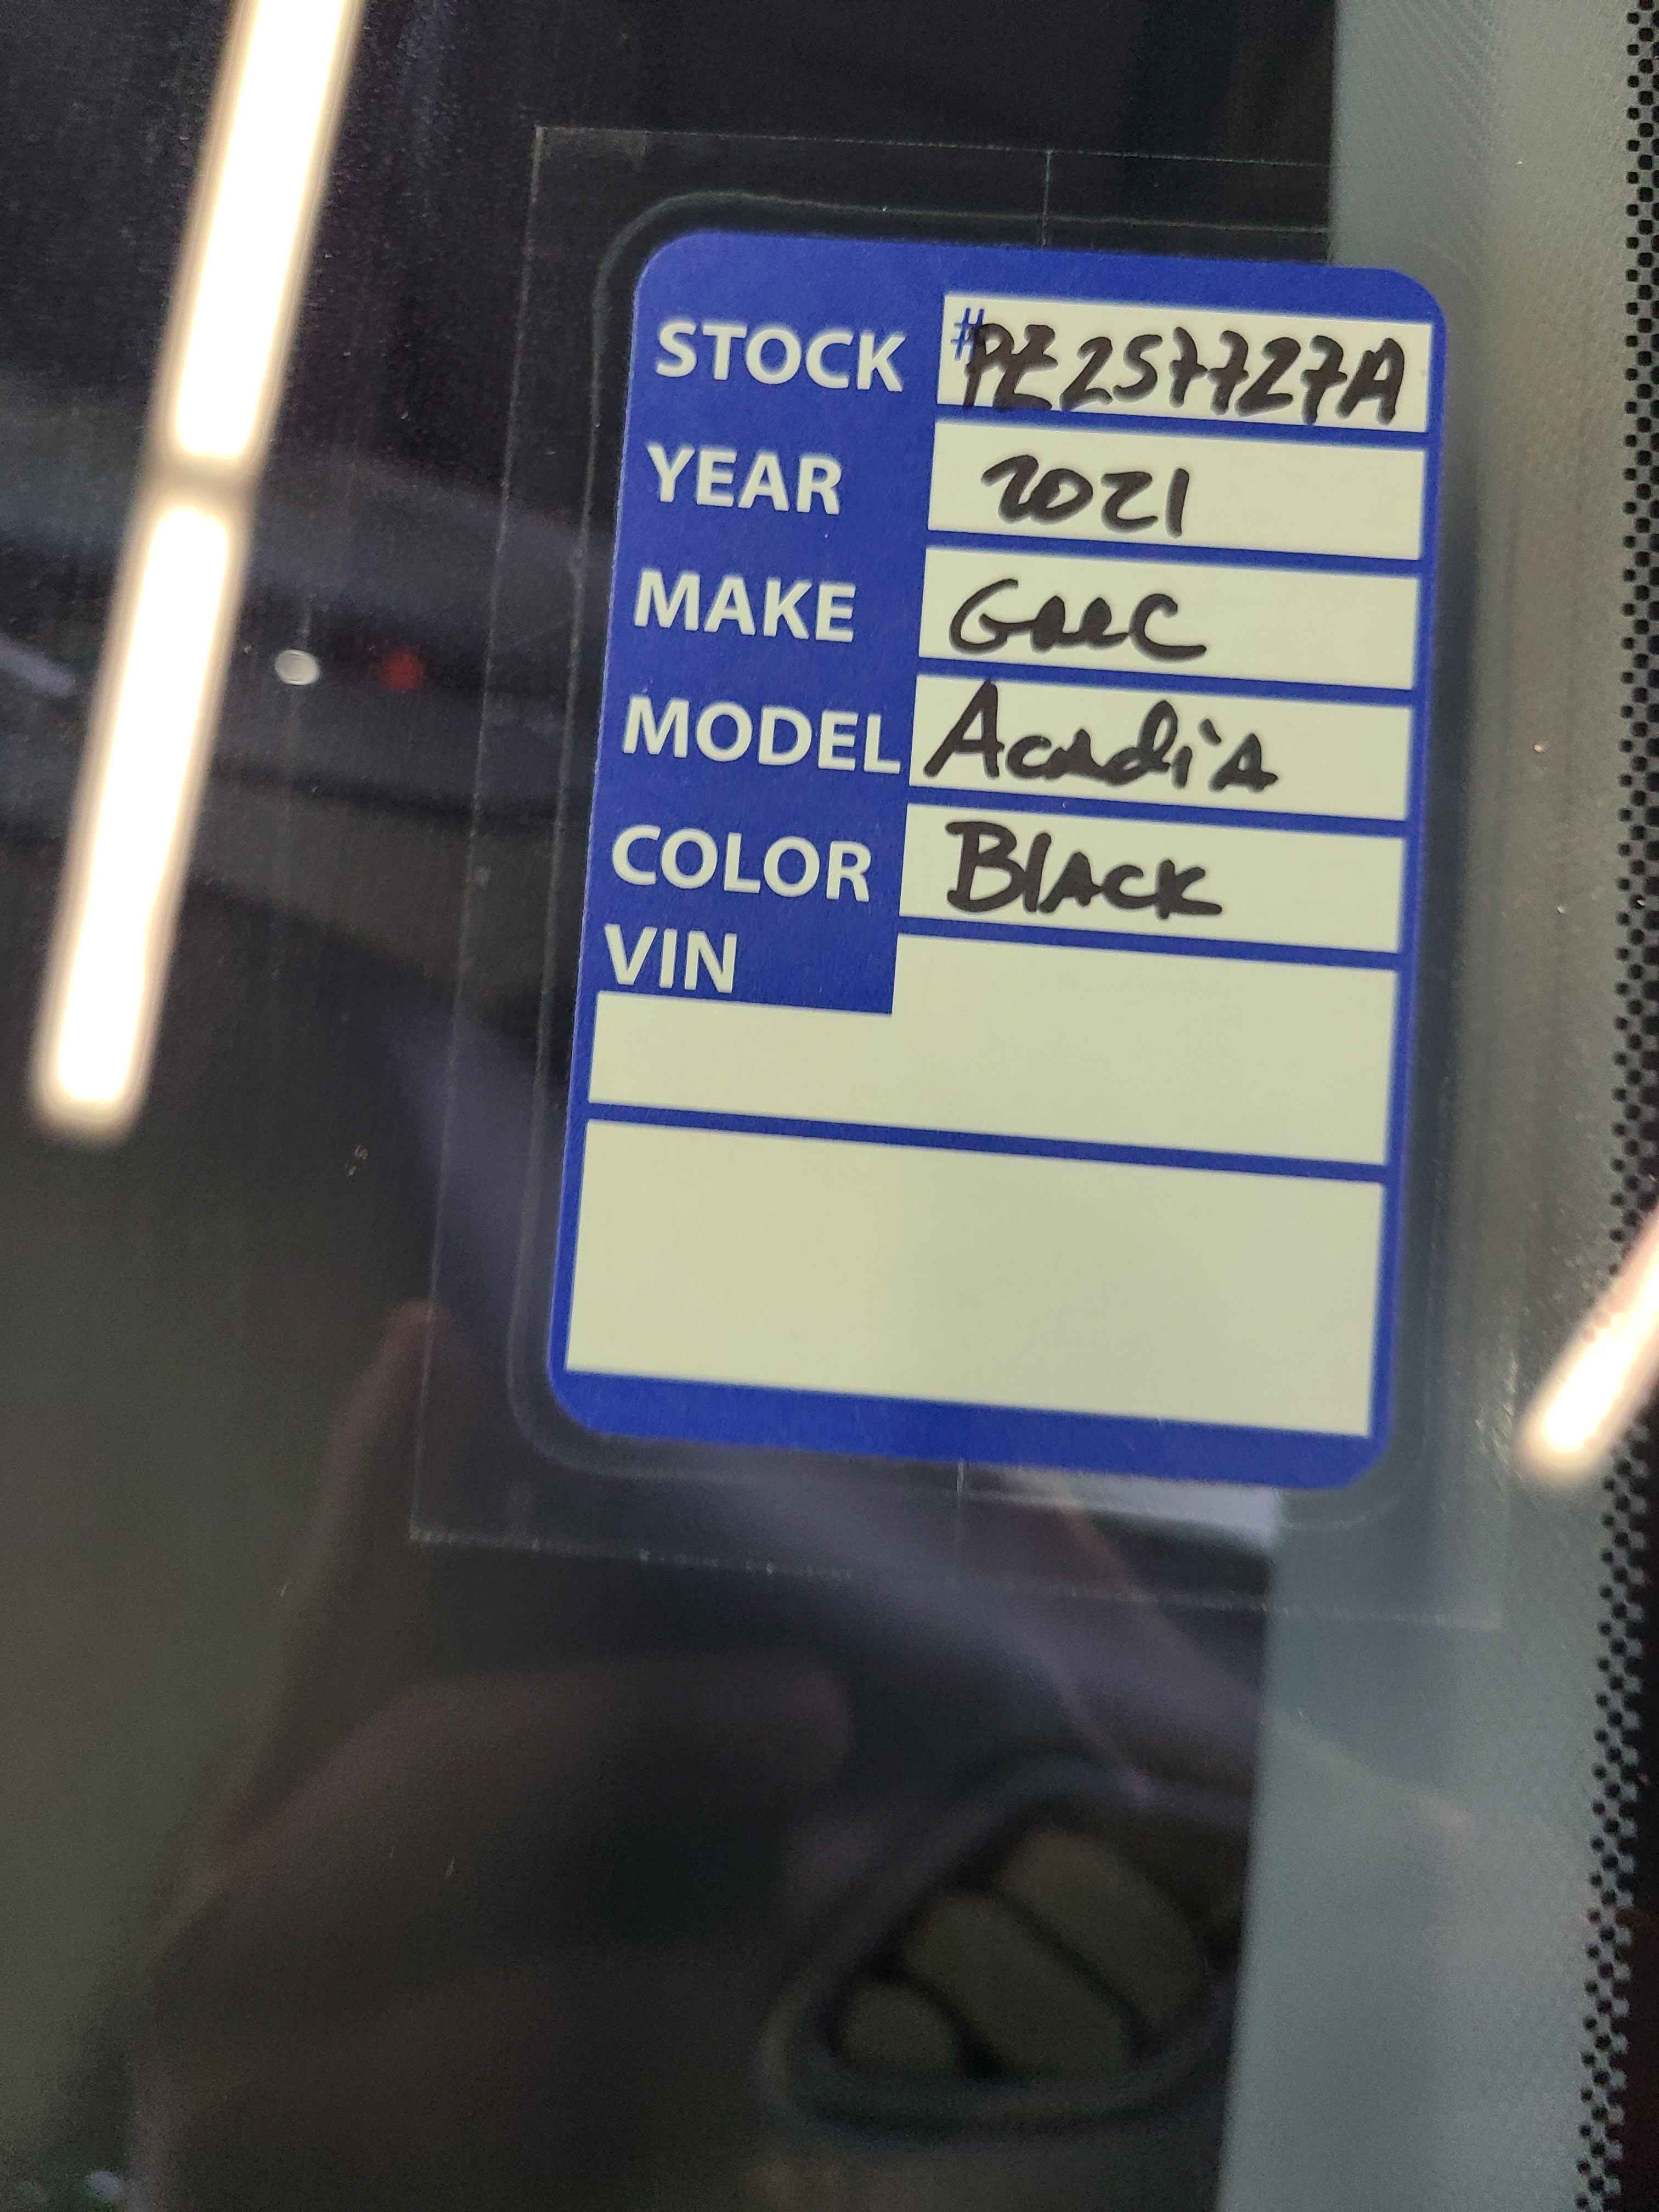 STOCK #PZ257727A
YEAR 2021
MAKE GMC
MODEL Acadia
COLOR Black
VIN